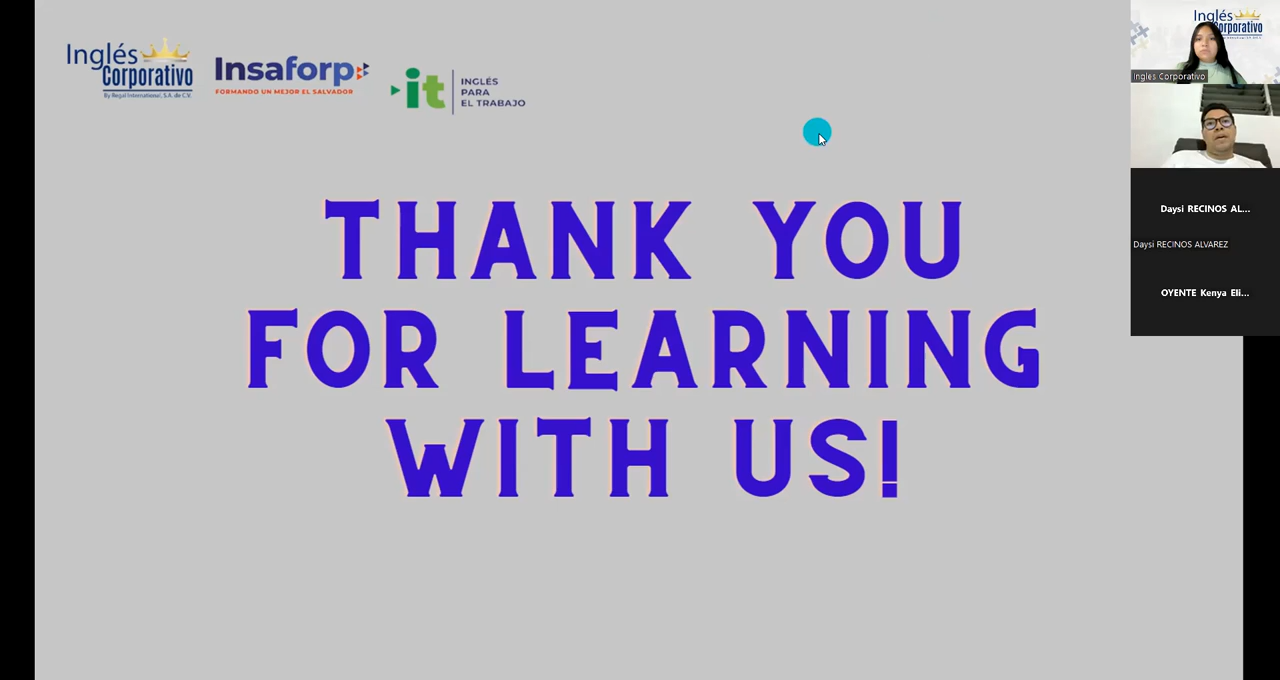 Inglés
Corporativo
By Regal International, S.A. de C.V.
Insaforp
FORMANDO UN MEJOR EL SALVADOR
it
INGLÉS
PARA
EL TRABAJO
THANK YOU
FOR LEARNING
WITH US!
Inglés
Corporativo
Ingles Corporativo
Daysi RECINOS AL...
Daysi RECINOS ALVAREZ
OYENTE Kenya Eli...